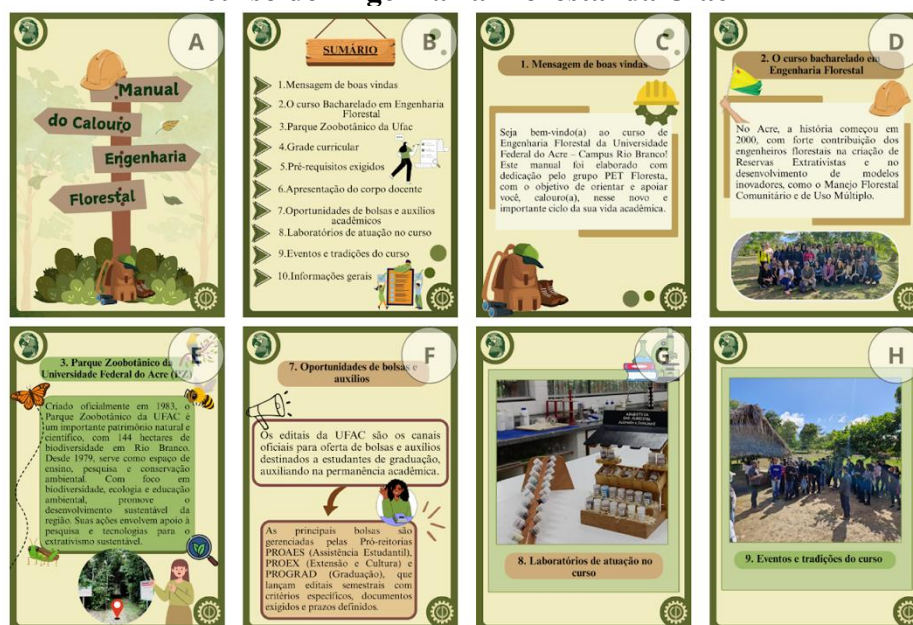 A
Manual
do Calouro
Engenharia
Florestal
B
SUMÁRIO
1.Mensagem de boas vindas
2.O curso Bacharelado em Engenharia
Florestal
3.Parque Zoobotânico da Ufac
4.Grade curricular
5.Pré-requisitos exigidos
6.Apresentação do corpo docente
7.Oportunidades de bolsas e auxílios
acadêmicos
8.Laboratórios de atuação no curso
9.Eventos e tradições do curso
10.Informações gerais
C
1. Mensagem de boas vindas
Seja bem-vindo(a) ao curso de
Engenharia Florestal da Universidade
Federal do Acre – Campus Rio Branco!
Este manual foi elaborado com
dedicação pelo grupo PET Floresta,
com o objetivo de orientar e apoiar
você, calouro(a), nesse novo e
importante ciclo da sua vida acadêmica.
D
2. O curso bacharelado em
Engenharia Florestal
No Acre, a história começou em
2000, com forte contribuição dos
engenheiros florestais na criação de
Reservas Extrativistas e no
desenvolvimento de modelos
inovadores, como o Manejo Florestal
Comunitário e de Uso Múltiplo.
E
3. Parque Zoobotânico da
Universidade Federal do Acre (PZ)
Criado oficialmente em 1983, o
Parque Zoobotânico da UFAC é
um importante patrimônio natural e
científico, com 144 hectares de
biodiversidade em Rio Branco.
Desde 1979, serve como espaço de
ensino, pesquisa e conservação
ambiental. Com foco em
biodiversidade, ecologia e educação
ambiental, promove o
desenvolvimento sustentável da
região. Suas ações envolvem apoio à
pesquisa e tecnologias para o
extrativismo sustentável.
F
7. Oportunidades de bolsas e
auxílios
Os editais da UFAC são os canais
oficiais para oferta de bolsas e auxílios
destinados a estudantes de graduação,
auxiliando na permanência acadêmica.
As principais bolsas são
gerenciadas pelas Pró-reitorias
PROAES (Assistência Estudantil),
PROEX (Extensão e Cultura) e
PROGRAD (Graduação), que
lançam editais semestrais com
critérios específicos, documentos
exigidos e prazos definidos.
G
8. Laboratórios de atuação no
curso
H
9. Eventos e tradições do curso